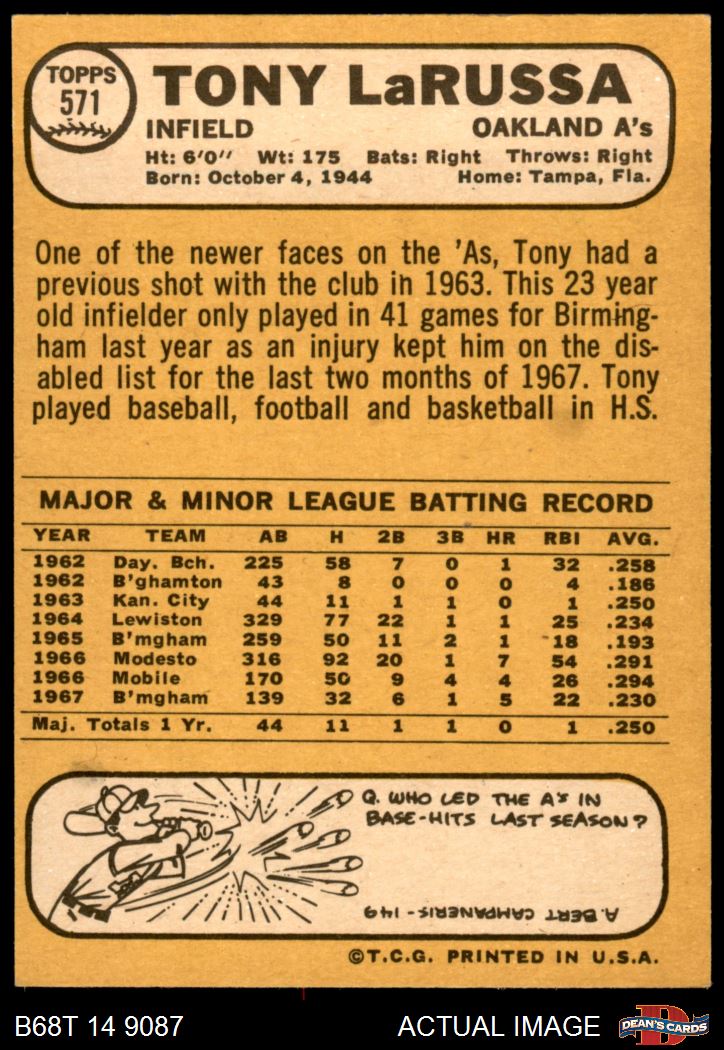 TOPPS
571
TONY LaRUSSA
INFIELD OAKLAND A's
Ht: 6'0" Wt: 175 Bats: Right Throws: Right
Born: October 4, 1944 Home: Tampa, Fla.
One of the newer faces on the 'As, Tony had a
previous shot with the club in 1963. This 23 year
old infielder only played in 41 games for Birming-
ham last year as an injury kept him on the dis-
abled list for the last two months of 1967. Tony
played baseball, football and basketball in H.S.
MAJOR & MINOR LEAGUE BATTING RECORD
YEAR TEAM AB H 2B 3B HR RBI AVG.
1962 Day. Bch. 225 58 7 0 1 32 .258
1962 B'ghamton 43 8 0 0 0 4 .186
1963 Kan. City 44 11 1 1 0 1 .250
1964 Lewiston 329 77 22 1 1 25 .234
1965 B'mgham 259 50 11 2 1 18 .193
1966 Modesto 316 92 20 1 7 54 .291
1966 Mobile 170 50 9 4 4 26 .294
1967 B'mgham 139 32 6 1 5 22 .230
Maj. Totals 1 Yr. 44 11 1 1 0 1 .250
Q. WHO LED THE A's IN
BASE-HITS LAST SEASON?
A. BERT CAMPANERIS - 149
©T.C.G. PRINTED IN U.S.A.
B68T 14 9087 ACTUAL IMAGE
D
DEAN'S CARDS